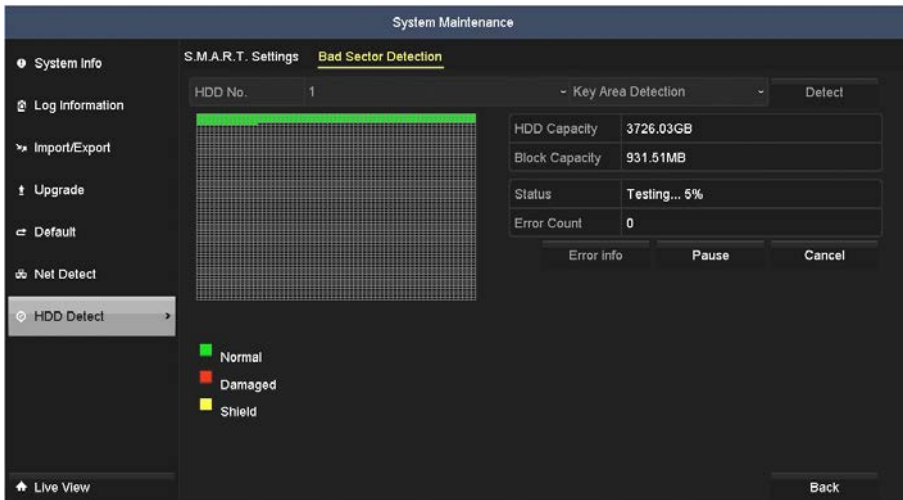 System Maintenance
System Info
Log Information
Import/Export
Upgrade
Default
Net Detect
HDD Detect
Live View
S.M.A.R.T. Settings Bad Sector Detection
HDD No. 1 Key Area Detection Detect
HDD Capacity 3726.03GB
Block Capacity 931.51MB
Status Testing... 5%
Error Count 0
Error info Pause Cancel
Normal
Damaged
Shield
Back